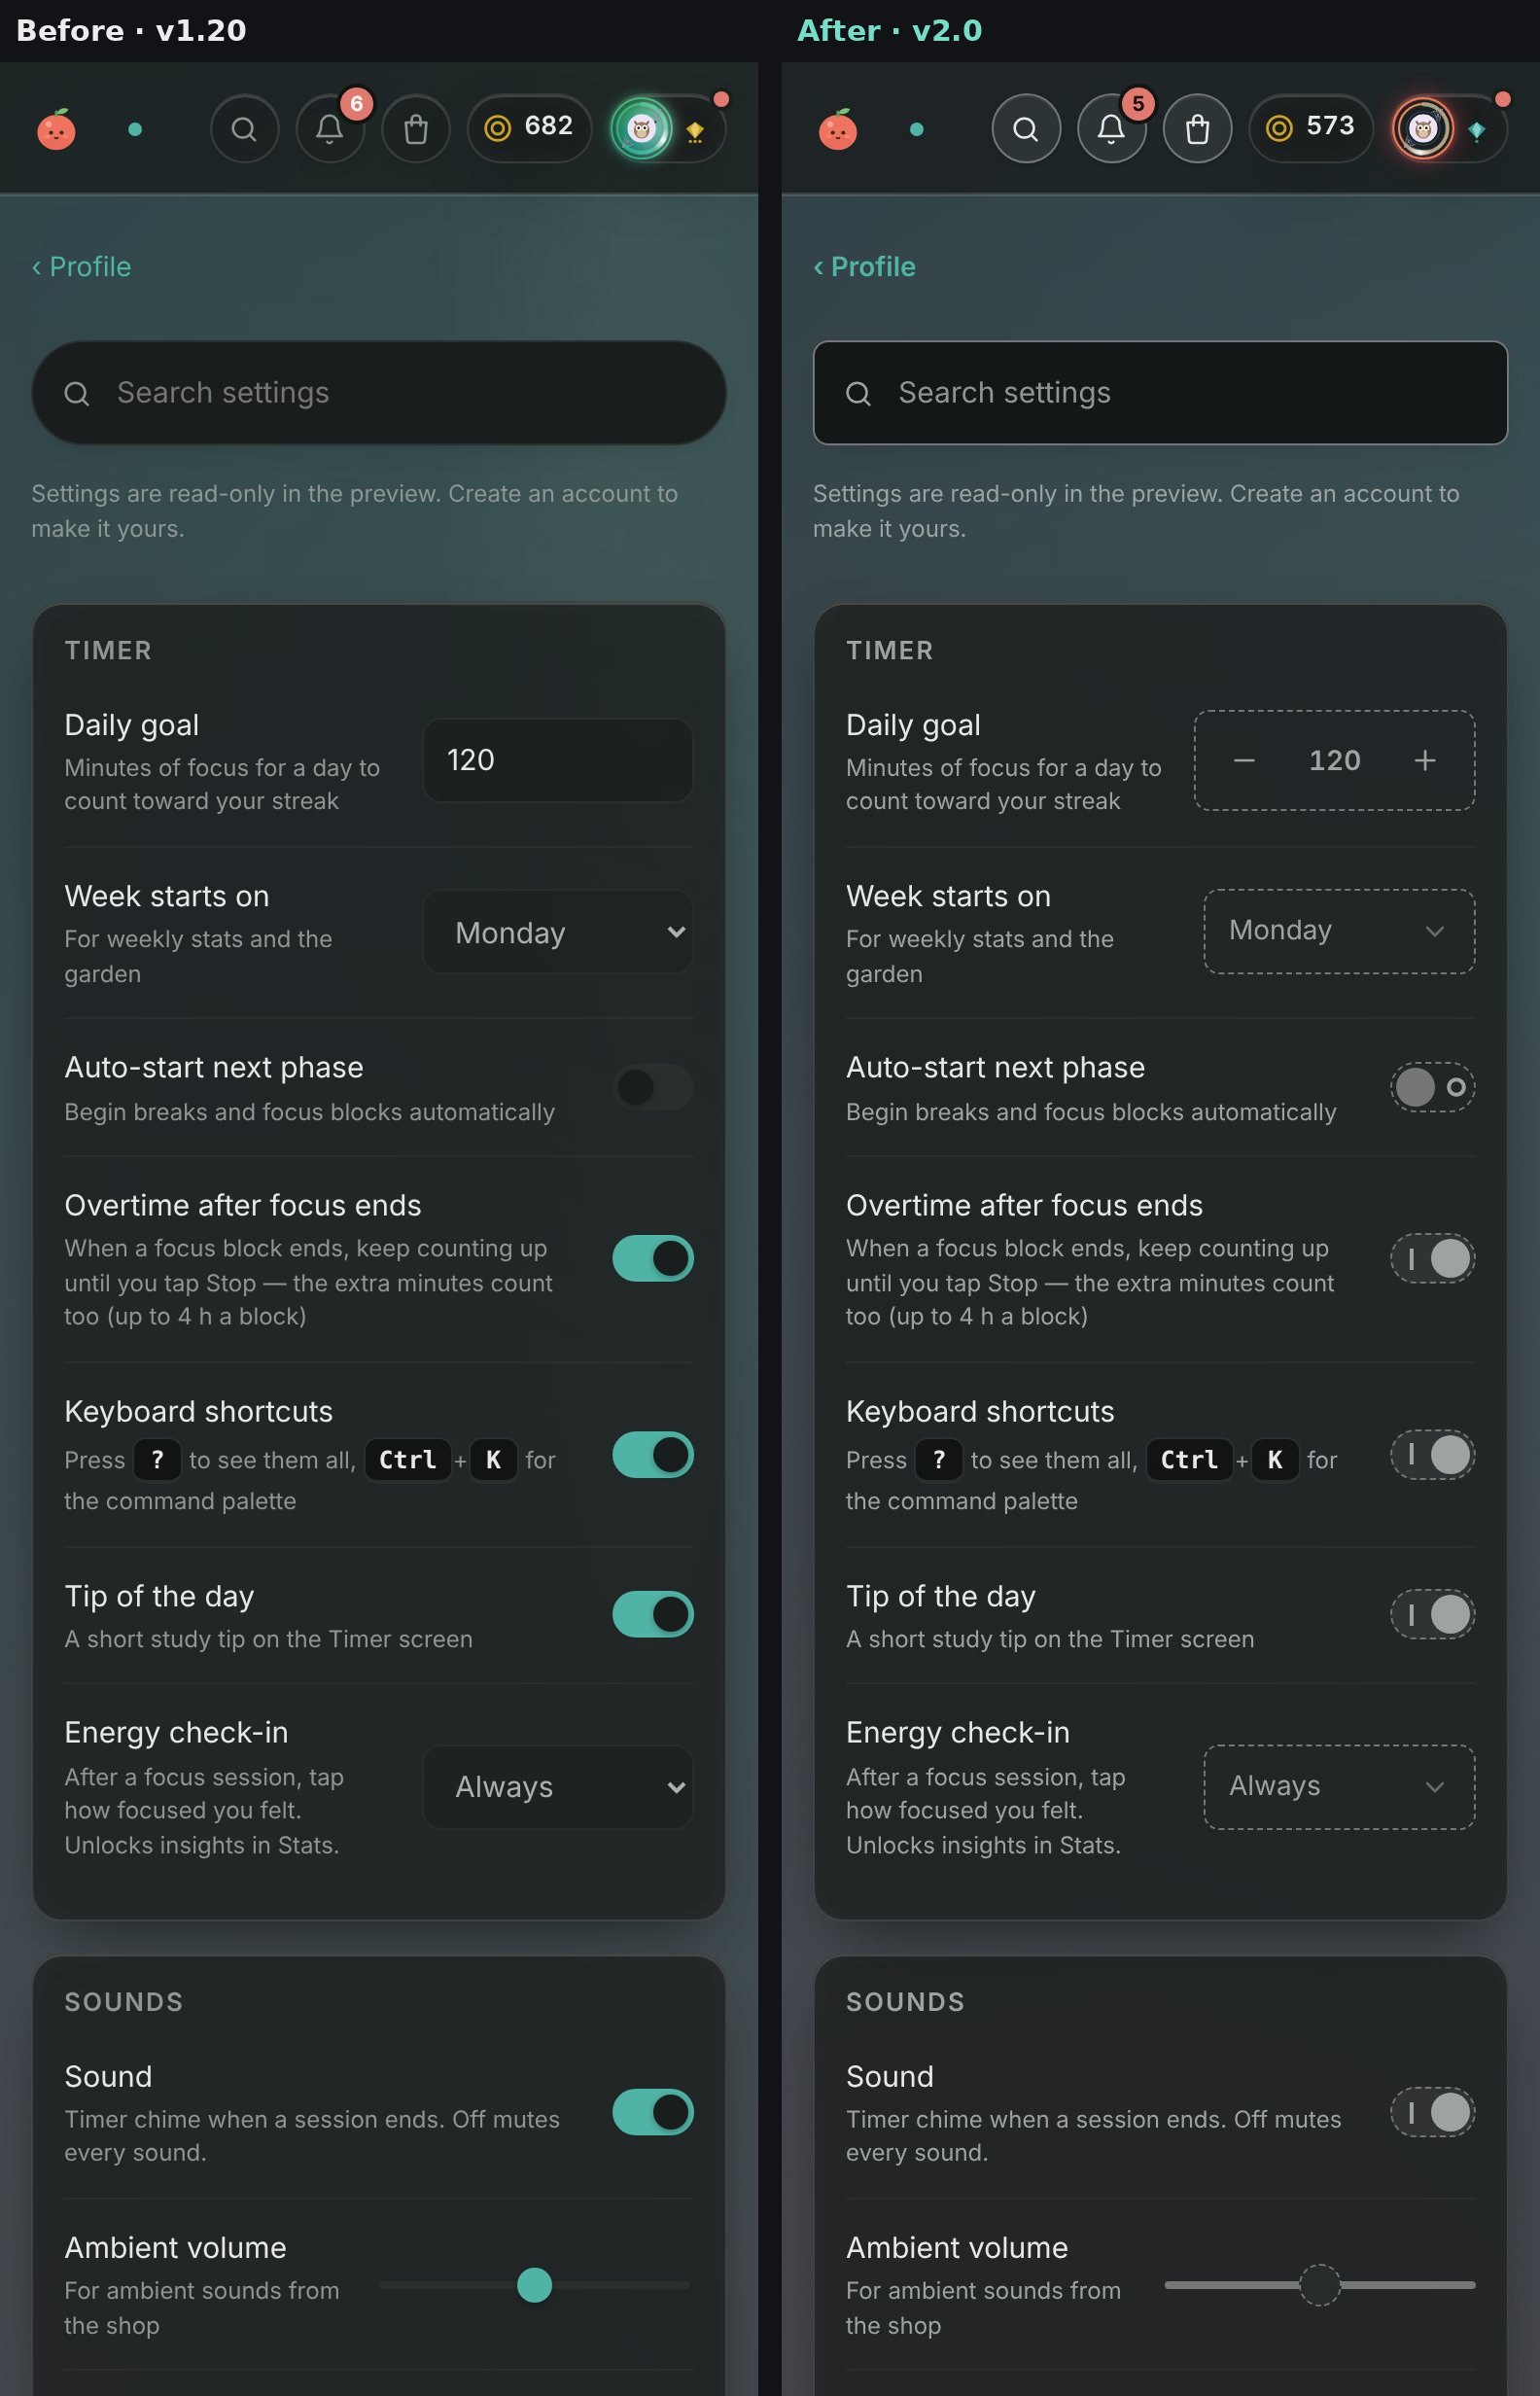 Before · v1.20
6
682
‹ Profile
Search settings
Settings are read-only in the preview. Create an account to
make it yours.
TIMER
Daily goal
Minutes of focus for a day to
count toward your streak
120
Week starts on
For weekly stats and the
garden
Monday
Auto-start next phase
Begin breaks and focus blocks automatically
Overtime after focus ends
When a focus block ends, keep counting up
until you tap Stop — the extra minutes count
too (up to 4 h a block)
Keyboard shortcuts
Press ? to see them all, Ctrl + K for
the command palette
Tip of the day
A short study tip on the Timer screen
Energy check-in
After a focus session, tap
how focused you felt.
Unlocks insights in Stats.
Always
SOUNDS
Sound
Timer chime when a session ends. Off mutes
every sound.
Ambient volume
For ambient sounds from
the shop
After · v2.0
5
573
‹ Profile
Search settings
Settings are read-only in the preview. Create an account to
make it yours.
TIMER
Daily goal
Minutes of focus for a day to
count toward your streak
− 120 +
Week starts on
For weekly stats and the
garden
Monday
Auto-start next phase
Begin breaks and focus blocks automatically
Overtime after focus ends
When a focus block ends, keep counting up
until you tap Stop — the extra minutes count
too (up to 4 h a block)
Keyboard shortcuts
Press ? to see them all, Ctrl + K for
the command palette
Tip of the day
A short study tip on the Timer screen
Energy check-in
After a focus session, tap
how focused you felt.
Unlocks insights in Stats.
Always
SOUNDS
Sound
Timer chime when a session ends. Off mutes
every sound.
Ambient volume
For ambient sounds from
the shop